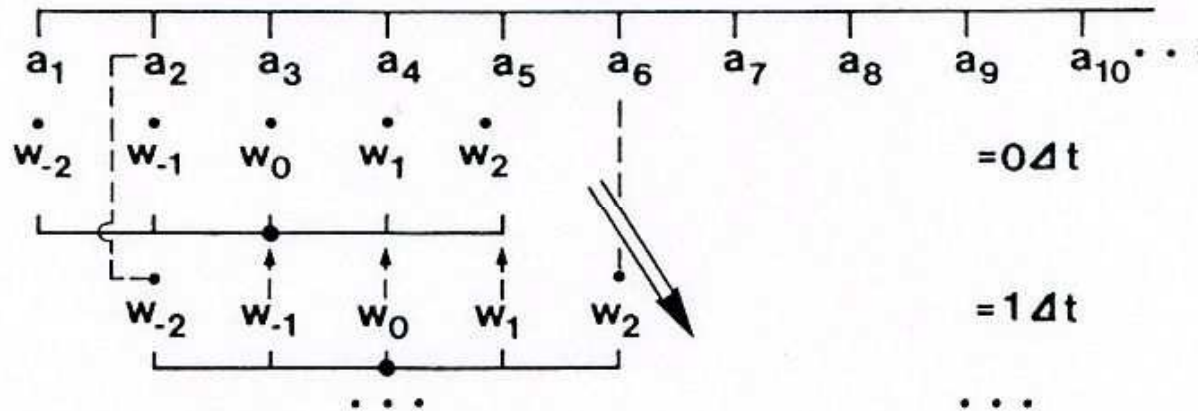 a₁ a₂ a₃ a₄ a₅ a₆ a₇ a₈ a₉ a₁₀ • •
w₋₂ w₋₁ w₀ w₁ w₂ =0Δt
w₋₂ w₋₁ w₀ w₁ w₂ =1Δt
• • • • • •